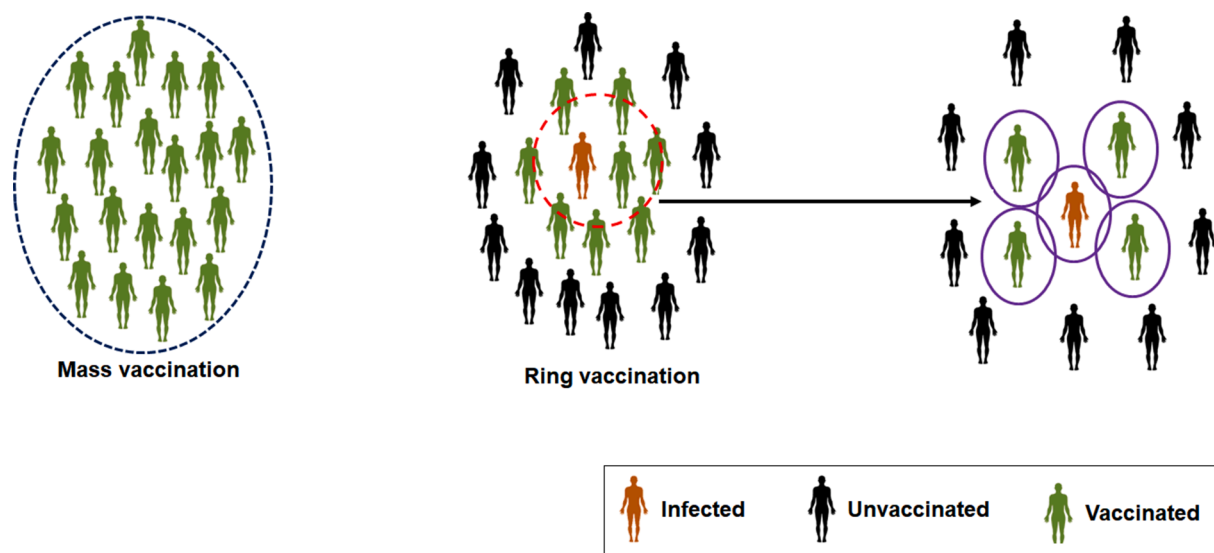 Mass vaccination
Ring vaccination
Infected
Unvaccinated
Vaccinated